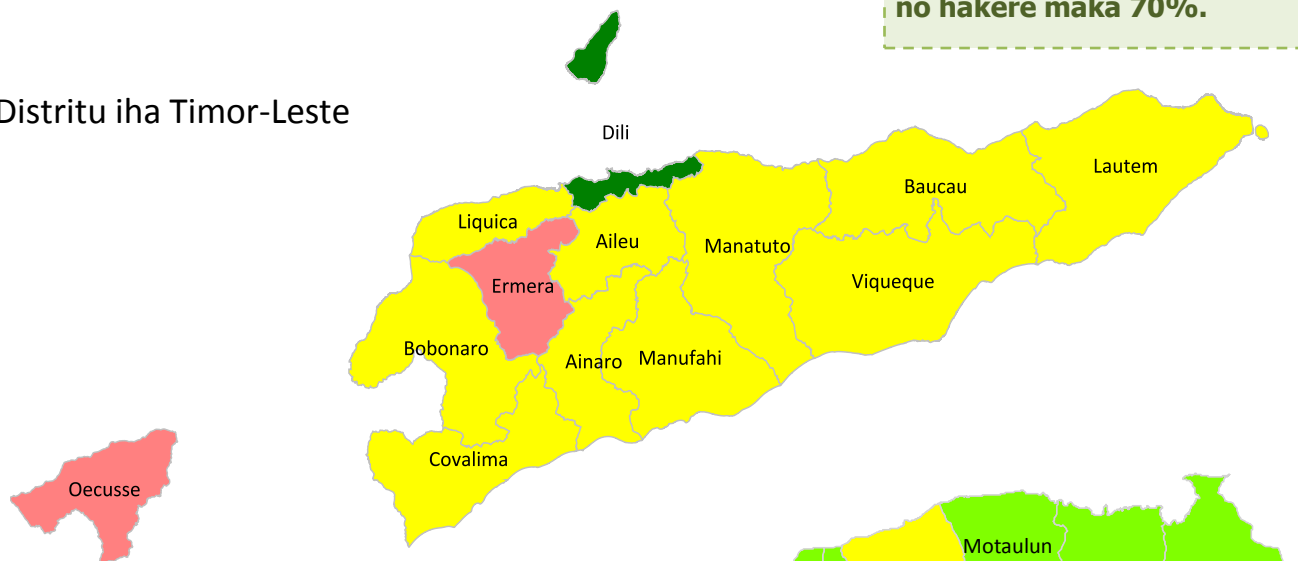 no hakere maka 70%.
Distritu iha Timor-Leste
Dili
Lautem
Baucau
Liquica
Aileu
Manatuto
Viqueque
Ermera
Bobonaro
Ainaro
Manufahi
Covalima
Oecusse
Motaulun